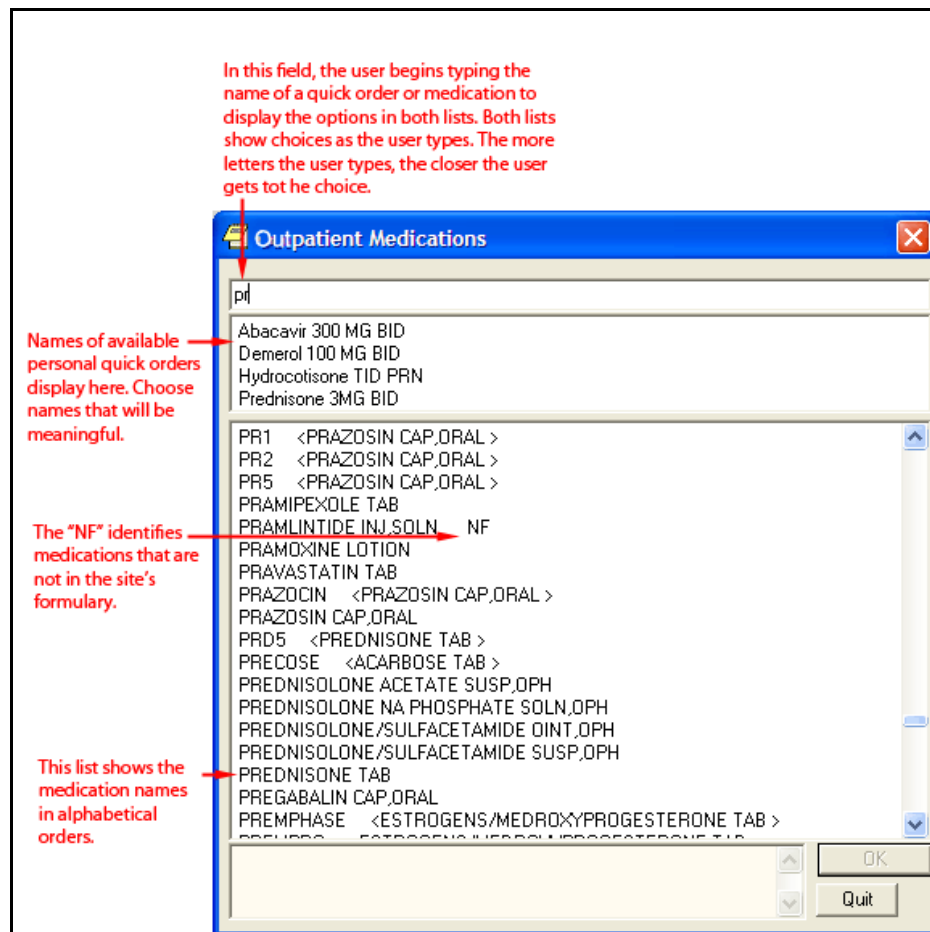 In this field, the user begins typing the
name of a quick order or medication to
display the options in both lists. Both lists
show choices as the user types. The more
letters the user types, the closer the user
gets tot he choice.
Outpatient Medications
pr
Names of available
personal quick orders
display here. Choose
names that will be
meaningful.
Abacavir 300 MG BID
Demerol 100 MG BID
Hydrocotisone TID PRN
Prednisone 3MG BID
PR1 <PRAZOSIN CAP,ORAL >
PR2 <PRAZOSIN CAP,ORAL >
PR5 <PRAZOSIN CAP,ORAL >
PRAMIPEXOLE TAB
PRAMLINTIDE INJ,SOLN NF
PRAMOXINE LOTION
PRAVASTATIN TAB
PRAZOCIN <PRAZOSIN CAP,ORAL >
PRAZOSIN CAP,ORAL
PRD5 <PREDNISONE TAB >
PRECOSE <ACARBOSE TAB >
PREDNISOLONE ACETATE SUSP,OPH
PREDNISOLONE NA PHOSPHATE SOLN,OPH
PREDNISOLONE/SULFACETAMIDE OINT,OPH
PREDNISOLONE/SULFACETAMIDE SUSP,OPH
PREDNISONE TAB
PREGABALIN CAP,ORAL
PREMPHASE <ESTROGENS/MEDROXYPROGESTERONE TAB >
The "NF" identifies
medications that are
not in the site's
formulary.
This list shows the
medication names
in alphabetical
orders.
OK
Quit